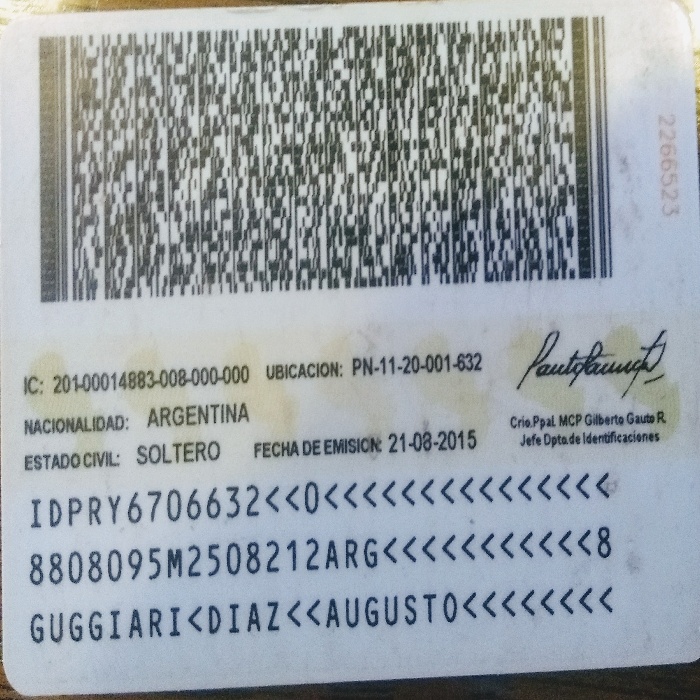 2266523
IC: 201-00014883-008-000-000 UBICACION: PN-11-20-001-632
NACIONALIDAD: ARGENTINA
ESTADO CIVIL: SOLTERO FECHA DE EMISION: 21-08-2015
Crio.Ppal. MCP Gilberto Gauto R.
Jefe Dpto.de Identificaciones
IDPRY6706632<<0<<<<<<<<<<<<<<<
8808095M2508212ARG<<<<<<<<<<<8
GUGGIARI<DIAZ<<AUGUSTO<<<<<<<<